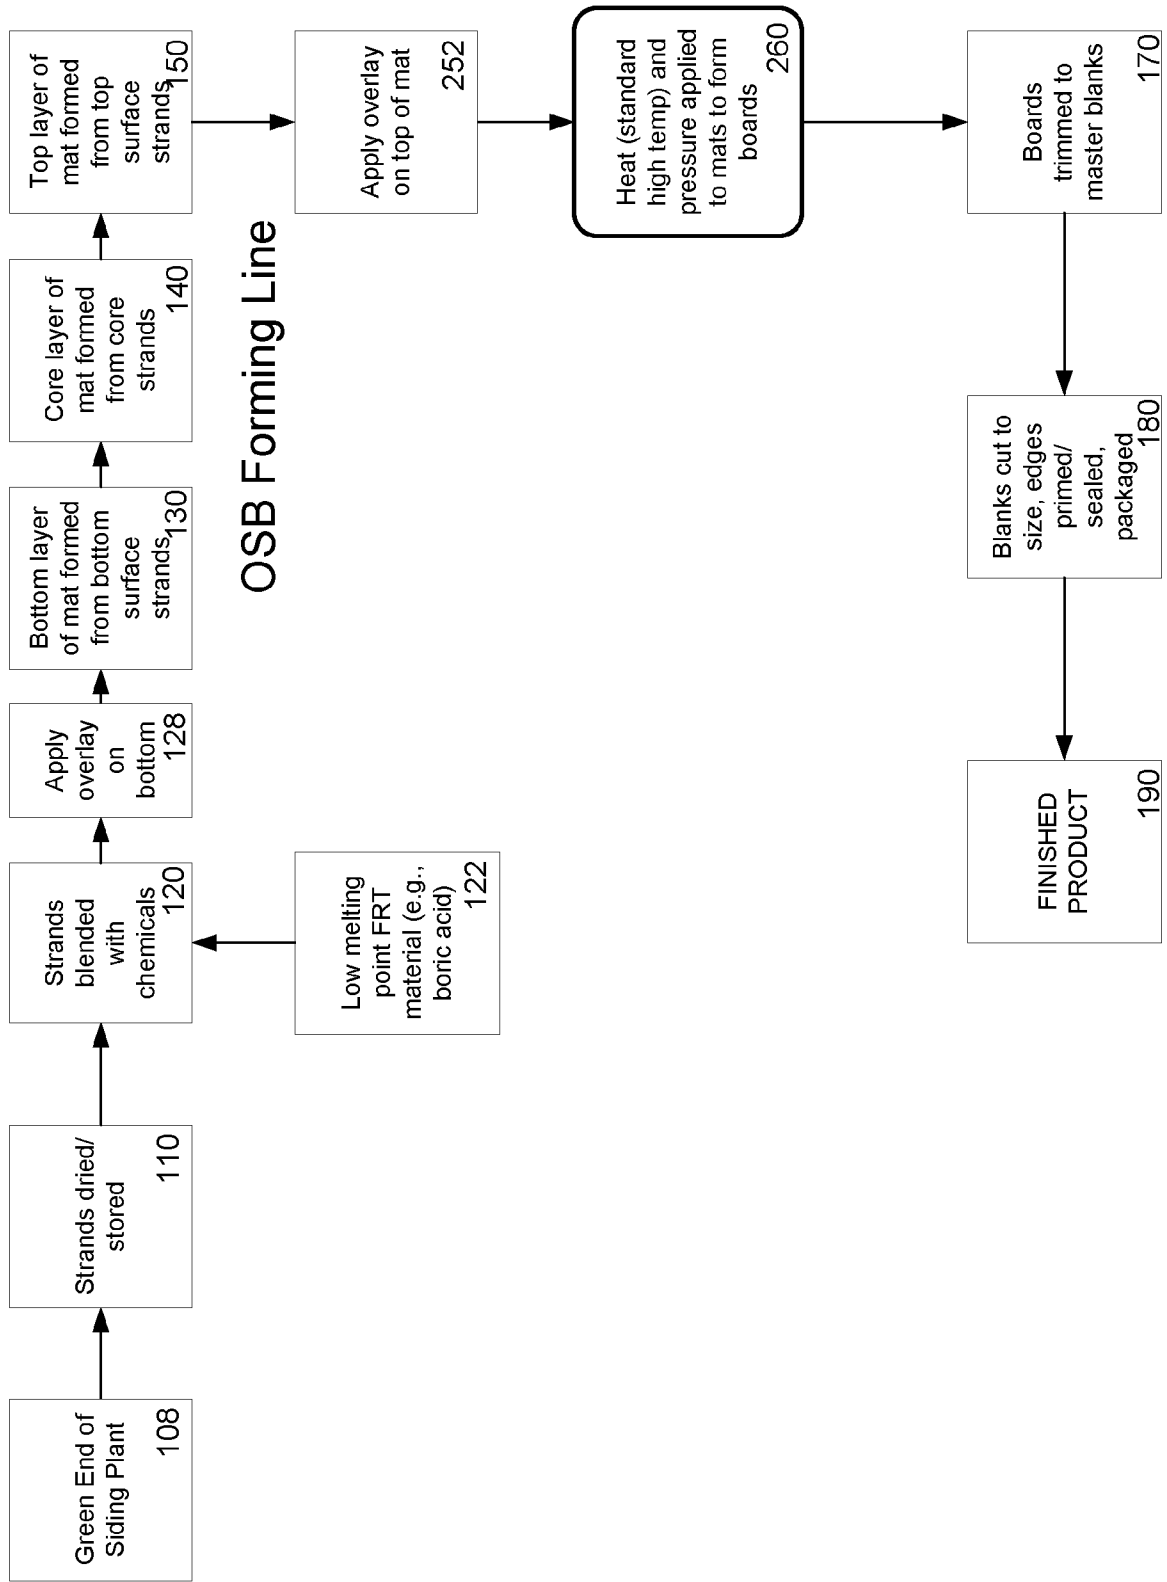 Green End of
Siding Plant
108
Strands dried/
stored
110
Strands
blended
with
chemicals
120
Low melting
point FRT
material (e.g.,
boric acid)
122
Apply
overlay
on
bottom
128
Bottom layer
of mat formed
from bottom
surface
strands
130
Core layer of
mat formed
from core
strands
140
Top layer of
mat formed
from top
surface
strands
150
OSB Forming Line
Apply overlay
on top of mat
252
Heat (standard
high temp) and
pressure applied
to mats to form
boards
260
Boards
trimmed to
master blanks
170
Blanks cut to
size, edges
primed/
sealed,
packaged
180
FINISHED
PRODUCT
190